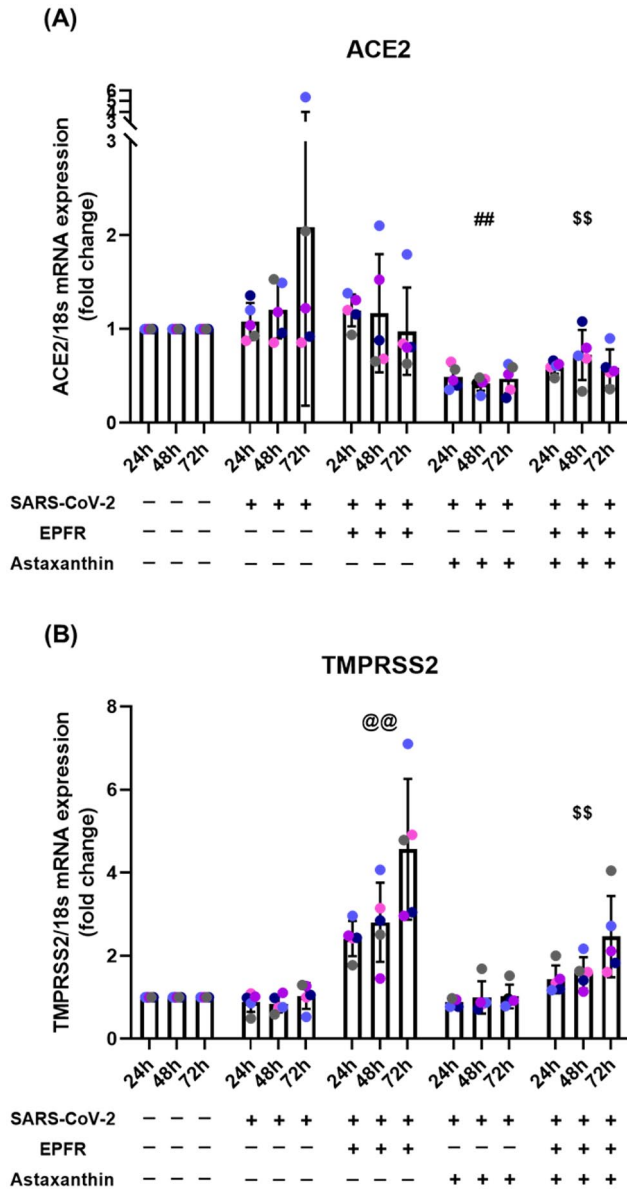 (A)
ACE2
ACE2/18s mRNA expression
(fold change)
6
5
4
3
3
2
1
0
## $$
24h 48h 72h 24h 48h 72h 24h 48h 72h 24h 48h 72h 24h 48h 72h
SARS-CoV-2 − − − + + + + + + + + + + + +
EPFR − − − − − − + + + − − − + + +
Astaxanthin − − − − − − − − − + + + + + +
(B)
TMPRSS2
TMPRSS2/18s mRNA expression
(fold change)
8
6
4
2
0
@@
$$
24h 48h 72h 24h 48h 72h 24h 48h 72h 24h 48h 72h 24h 48h 72h
SARS-CoV-2 − − − + + + + + + + + + + + +
EPFR − − − − − − + + + − − − + + +
Astaxanthin − − − − − − − − − + + + + + +